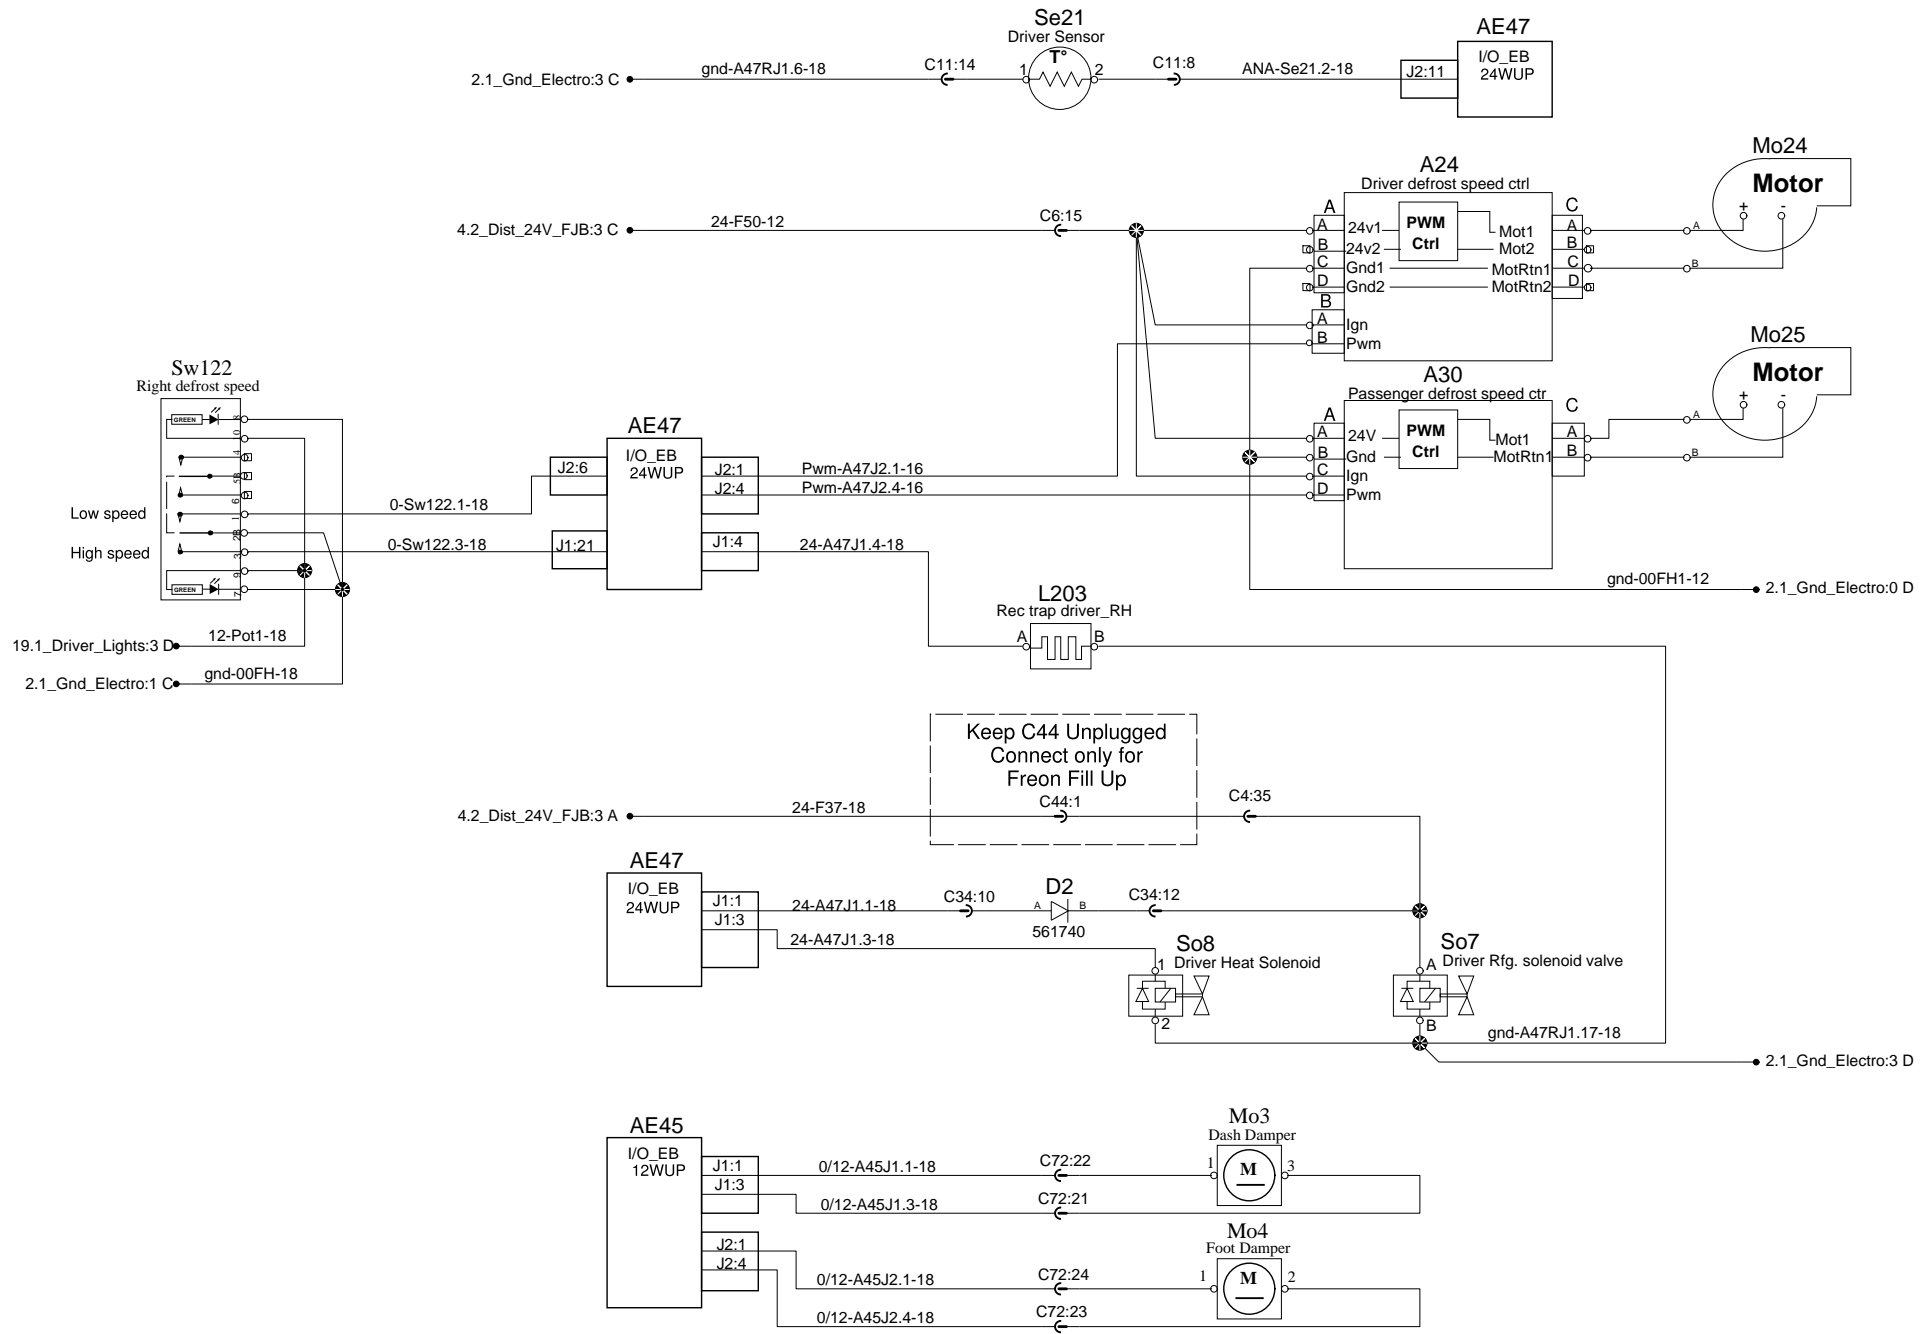 Se21
Driver Sensor
T°
2.1_Gnd_Electro:3 C
gnd-A47RJ1.6-18
C11:14
1
2
C11:8
ANA-Se21.2-18
AE47
I/O_EB
24WUP
J2:11
4.2_Dist_24V_FJB:3 C
24-F50-12
C6:15
A24
Driver defrost speed ctrl
A
A 24v1
B 24v2
C Gnd1
D Gnd2
B
A Ign
B Pwm
PWM
Ctrl
C
Mot1 A
Mot2 B
MotRtn1 C
MotRtn2 D
A
B
Mo24
Motor
+ -
A30
Passenger defrost speed ctr
A
A 24V
B Gnd
C Ign
D Pwm
PWM
Ctrl
C
Mot1 A
MotRtn1 B
A
B
Mo25
Motor
+ -
gnd-00FH1-12
2.1_Gnd_Electro:0 D
Sw122
Right defrost speed
GREEN
8
10
4
5B
6
1
2B
3
9
7
GREEN
Low speed
High speed
0-Sw122.1-18
0-Sw122.3-18
19.1_Driver_Lights:3 D
12-Pot1-18
2.1_Gnd_Electro:1 C
gnd-00FH-18
AE47
I/O_EB
24WUP
J2:6
J1:21
J2:1
J2:4
J1:4
Pwm-A47J2.1-16
Pwm-A47J2.4-16
24-A47J1.4-18
L203
Rec trap driver_RH
A
B
Keep C44 Unplugged
Connect only for
Freon Fill Up
C44:1
4.2_Dist_24V_FJB:3 A
24-F37-18
C4:35
AE47
I/O_EB
24WUP
J1:1
J1:3
24-A47J1.1-18
24-A47J1.3-18
C34:10
D2
A
B
561740
C34:12
So8
Driver Heat Solenoid
1
2
So7
Driver Rfg. solenoid valve
A
B
gnd-A47RJ1.17-18
2.1_Gnd_Electro:3 D
AE45
I/O_EB
12WUP
J1:1
J1:3
J2:1
J2:4
0/12-A45J1.1-18
0/12-A45J1.3-18
C72:22
C72:21
Mo3
Dash Damper
1
M
3
0/12-A45J2.1-18
0/12-A45J2.4-18
C72:24
C72:23
Mo4
Foot Damper
1
M
2